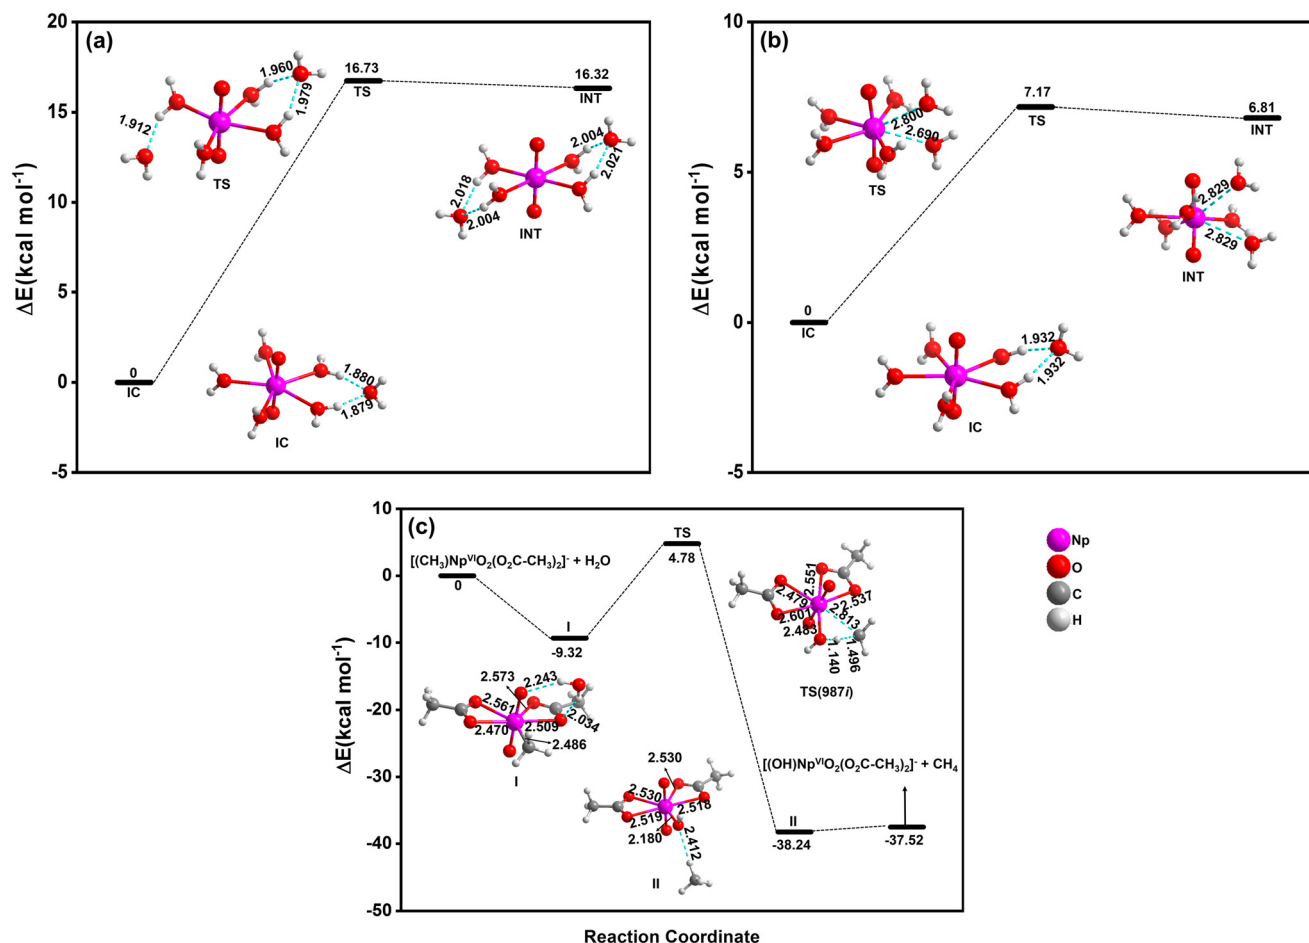 (a)
20
15
10
5
0
-5
ΔE(kcal mol⁻¹)
0
IC
16.73
TS
16.32
INT
1.960
1.979
1.912
TS
2.004
2.021
2.018
2.004
INT
1.880
1.879
IC
(b)
10
5
0
-5
ΔE(kcal mol⁻¹)
0
IC
7.17
TS
6.81
INT
2.800
2.690
TS
2.829
2.829
INT
1.932
1.932
IC
(c)
10
0
-10
-20
-30
-40
-50
ΔE(kcal mol⁻¹)
[(CH₃)Np^VIO₂(O₂C-CH₃)₂]⁻ + H₂O
0
I
-9.32
TS
4.78
2.551
2.479
2.537
2.601
2.813
2.483
1.140
1.496
TS(987i)
2.573
2.243
2.561
2.034
2.470
2.509
2.486
I
2.530
2.530
2.518
2.519
2.180
2.412
II
[(OH)Np^VIO₂(O₂C-CH₃)₂]⁻ + CH₄
II
-38.24
-37.52
Np
O
C
H
Reaction Coordinate